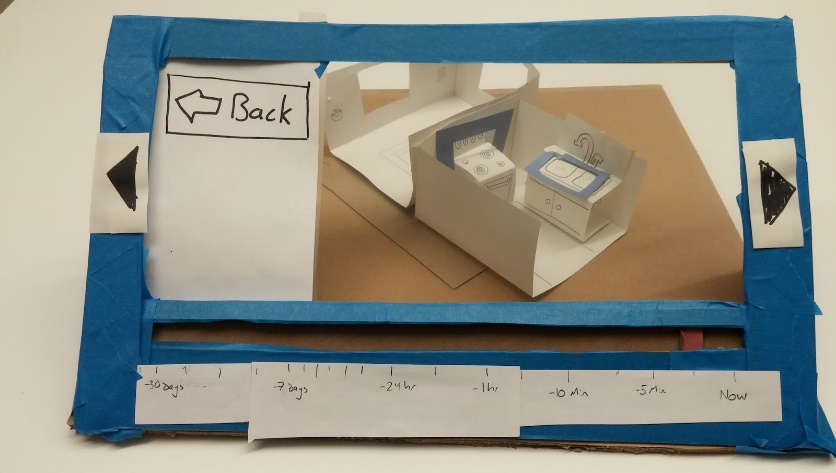 Back
-30 days
-7 days
-24 hr
-1 hr
-10 Min
-5 Min
Now